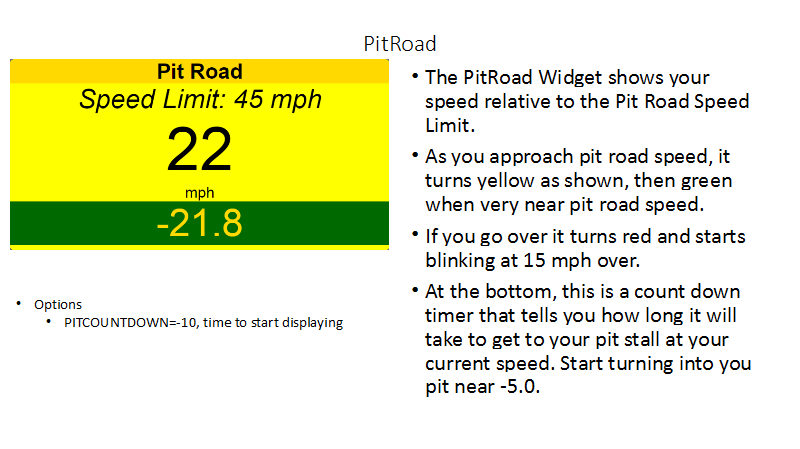 PitRoad
Pit Road
Speed Limit: 45 mph
22
mph
-21.8
• Options
• PITCOUNTDOWN=-10, time to start displaying
• The PitRoad Widget shows your
speed relative to the Pit Road Speed
Limit.
• As you approach pit road speed, it
turns yellow as shown, then green
when very near pit road speed.
• If you go over it turns red and starts
blinking at 15 mph over.
• At the bottom, this is a count down
timer that tells you how long it will
take to get to your pit stall at your
current speed. Start turning into you
pit near -5.0.